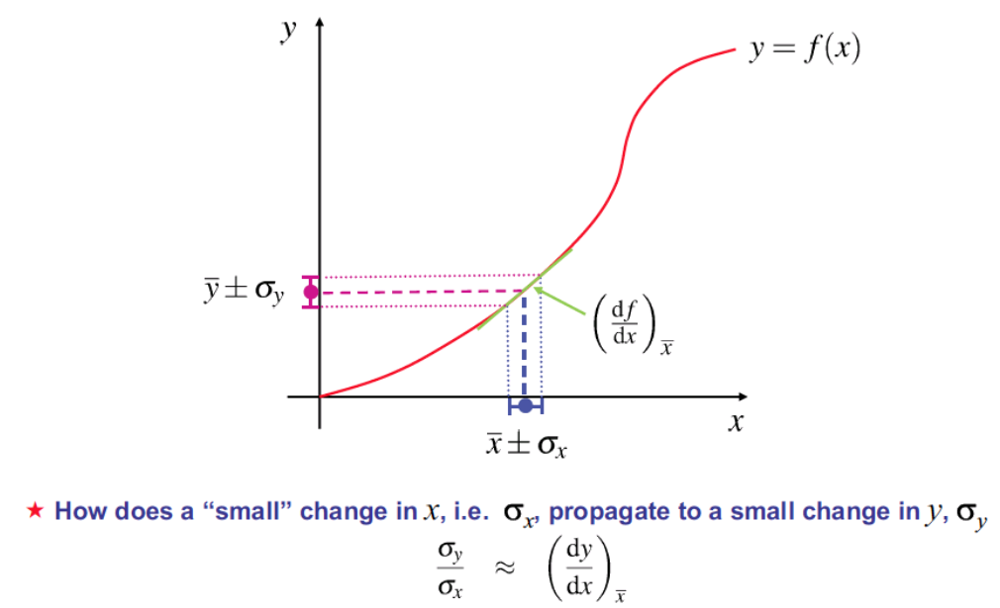 y
y = f(x)
ȳ ± σ_y
(df/dx)_x̄
x
x̄ ± σ_x
★ How does a “small” change in x, i.e. σ_x, propagate to a small change in y, σ_y
σ_y/σ_x ≈ (dy/dx)_x̄